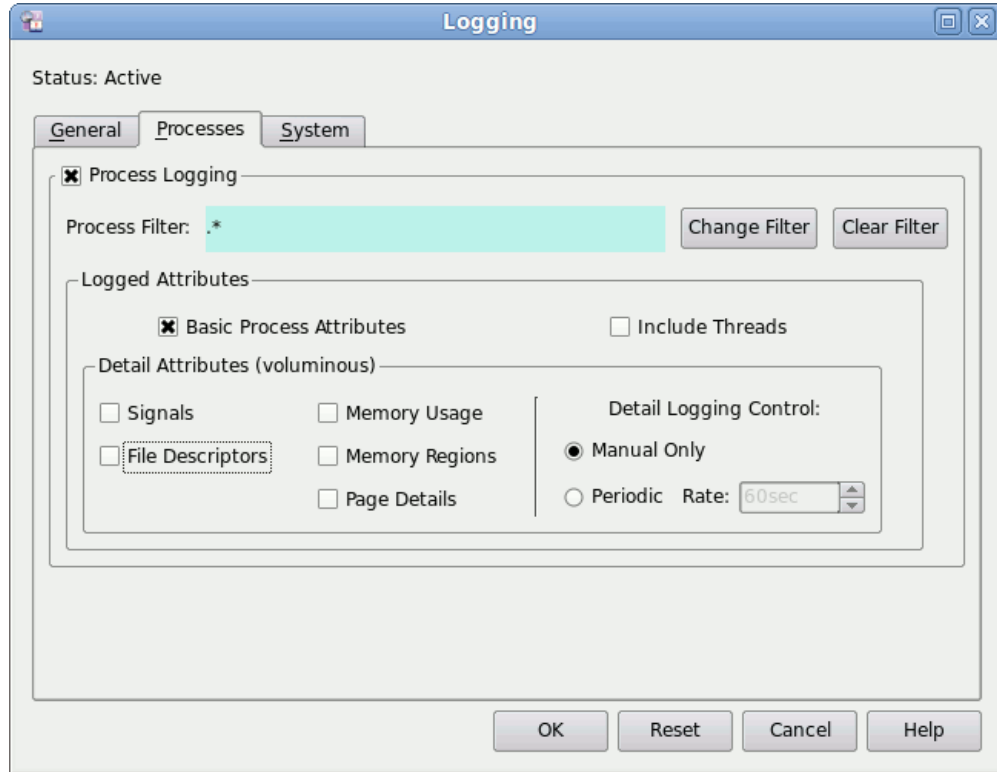 Logging
Status: Active
General Processes System
Process Logging
Process Filter: .* Change Filter Clear Filter
Logged Attributes
Basic Process Attributes Include Threads
Detail Attributes (voluminous)
Signals Memory Usage Detail Logging Control:
File Descriptors Memory Regions Manual Only
Page Details Periodic Rate: 60sec
OK Reset Cancel Help